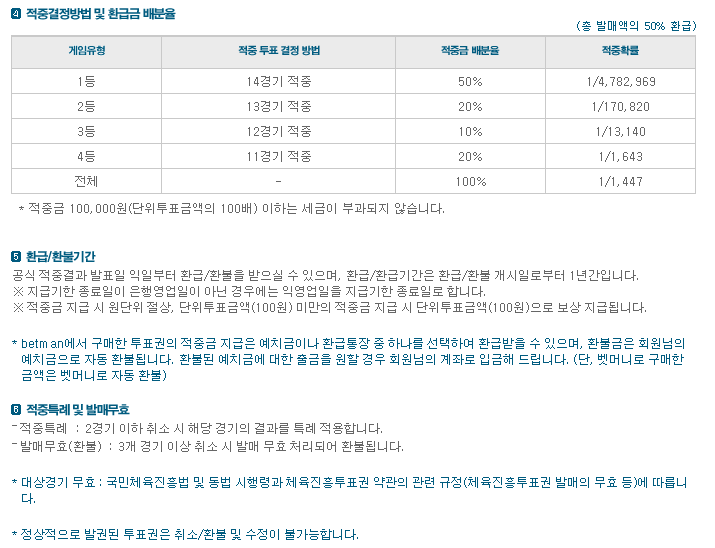 4 적중결정방법 및 환급금 배분율
(총 발매액의 50% 환급)
게임유형 적중 투표 결정 방법 적중금 배분율 적중확률
1등 14경기 적중 50% 1/4,782,969
2등 13경기 적중 20% 1/170,820
3등 12경기 적중 10% 1/13,140
4등 11경기 적중 20% 1/1,643
전체 - 100% 1/1,447
* 적중금 100,000원(단위투표금액의 100배) 이하는 세금이 부과되지 않습니다.
5 환급/환불기간
공식 적중결과 발표일 익일부터 환급/환불을 받으실 수 있으며, 환급/환급기간은 환급/환불 개시일로부터 1년간입니다.
※ 지급기한 종료일이 은행영업일이 아닌 경우에는 익영업일을 지급기한 종료일로 합니다.
※ 적중금 지급 시 원단위 절상, 단위투표금액(100원) 미만의 적중금 지급 시 단위투표금액(100원)으로 보상 지급됩니다.
* betman에서 구매한 투표권의 적중금 지급은 예치금이나 환급통장 중 하나를 선택하여 환급받을 수 있으며, 환불금은 회원님의
예치금으로 자동 환불됩니다. 환불된 예치금에 대한 출금을 원할 경우 회원님의 계좌로 입금해 드립니다. (단, 벳머니로 구매한
금액은 벳머니로 자동 환불)
6 적중특례 및 발매무효
- 적중특례 : 2경기 이하 취소 시 해당 경기의 결과를 특례 적용합니다.
- 발매무효(환불) : 3개 경기 이상 취소 시 발매 무효 처리되어 환불됩니다.
* 대상경기 무효 : 국민체육진흥법 및 동법 시행령과 체육진흥투표권 약관의 관련 규정(체육진흥투표권 발매의 무효 등)에 따릅니
다.
* 정상적으로 발권된 투표권은 취소/환불 및 수정이 불가능합니다.